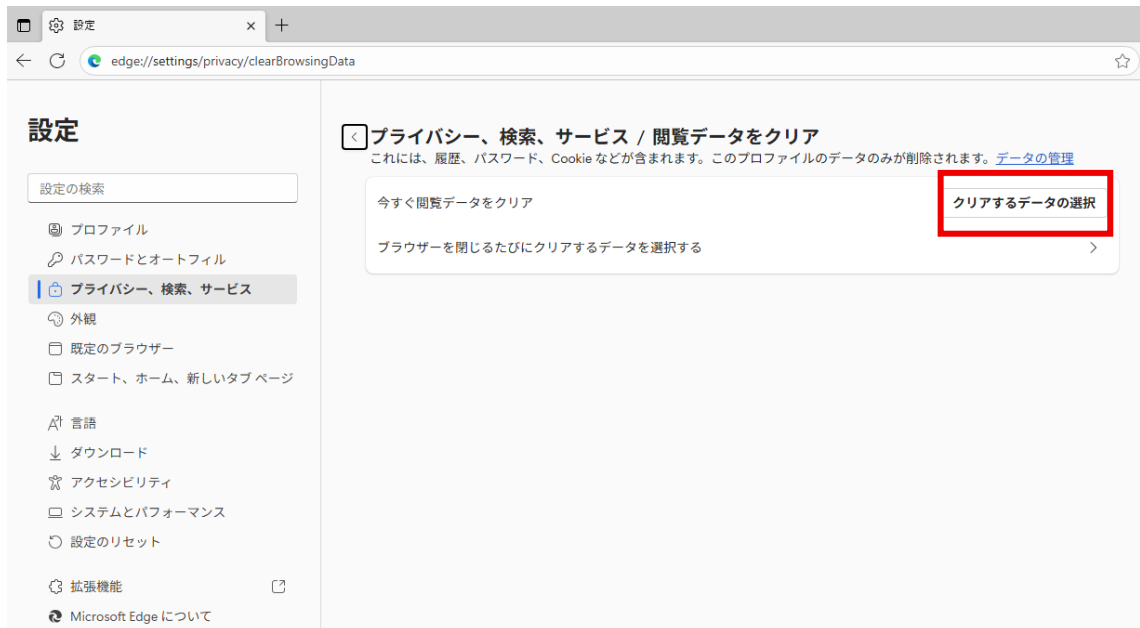 設定
edge://settings/privacy/clearBrowsingData
設定
設定の検索
プロファイル
パスワードとオートフィル
プライバシー、検索、サービス
外観
既定のブラウザー
スタート、ホーム、新しいタブ ページ
言語
ダウンロード
アクセシビリティ
システムとパフォーマンス
設定のリセット
拡張機能
Microsoft Edge について
プライバシー、検索、サービス / 閲覧データをクリア
これには、履歴、パスワード、Cookie などが含まれます。このプロファイルのデータのみが削除されます。データの管理
今すぐ閲覧データをクリア
クリアするデータの選択
ブラウザーを閉じるたびにクリアするデータを選択する